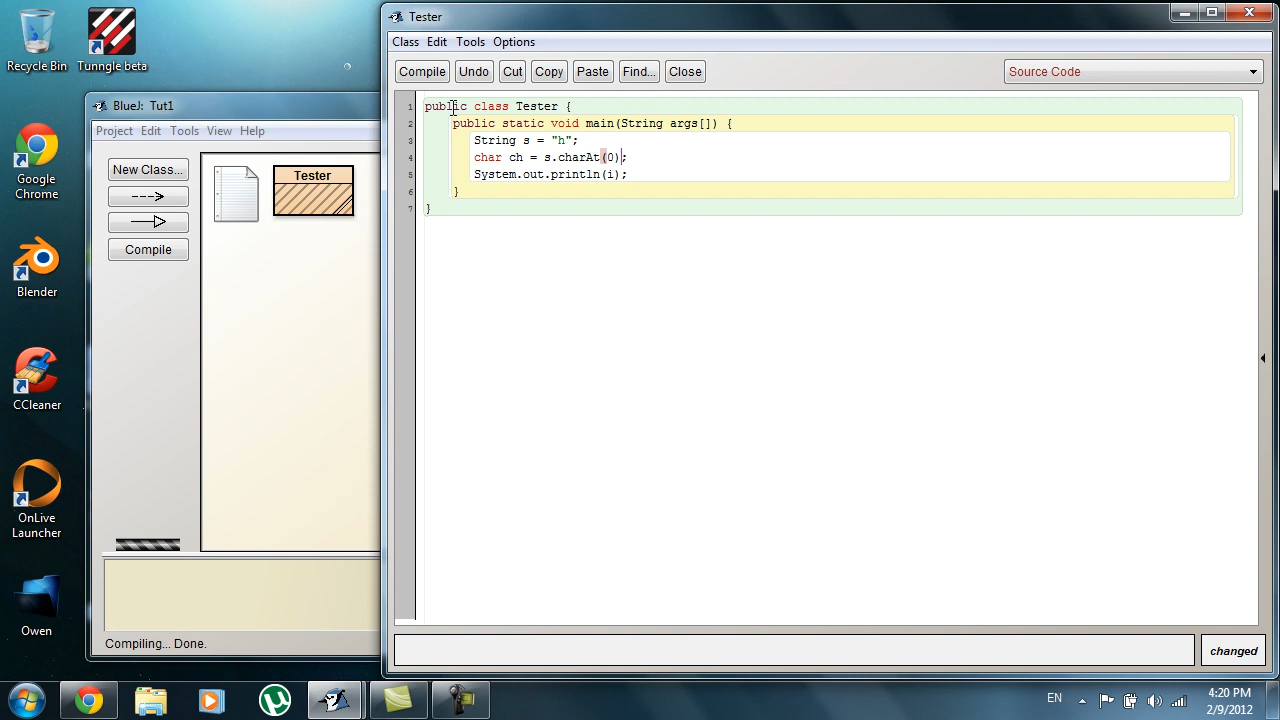 Recycle Bin
Tunngle beta
Google Chrome
Blender
CCleaner
OnLive Launcher
Owen
BlueJ: Tut1
Project Edit Tools View Help
New Class...
Compile
Tester
Compiling... Done.
Tester
Class Edit Tools Options
Compile Undo Cut Copy Paste Find... Close Source Code
1 public class Tester {
2 public static void main(String args[]) {
3 String s = "h";
4 char ch = s.charAt(0);
5 System.out.println(i);
6 }
7 }
changed
EN
4:20 PM
2/9/2012